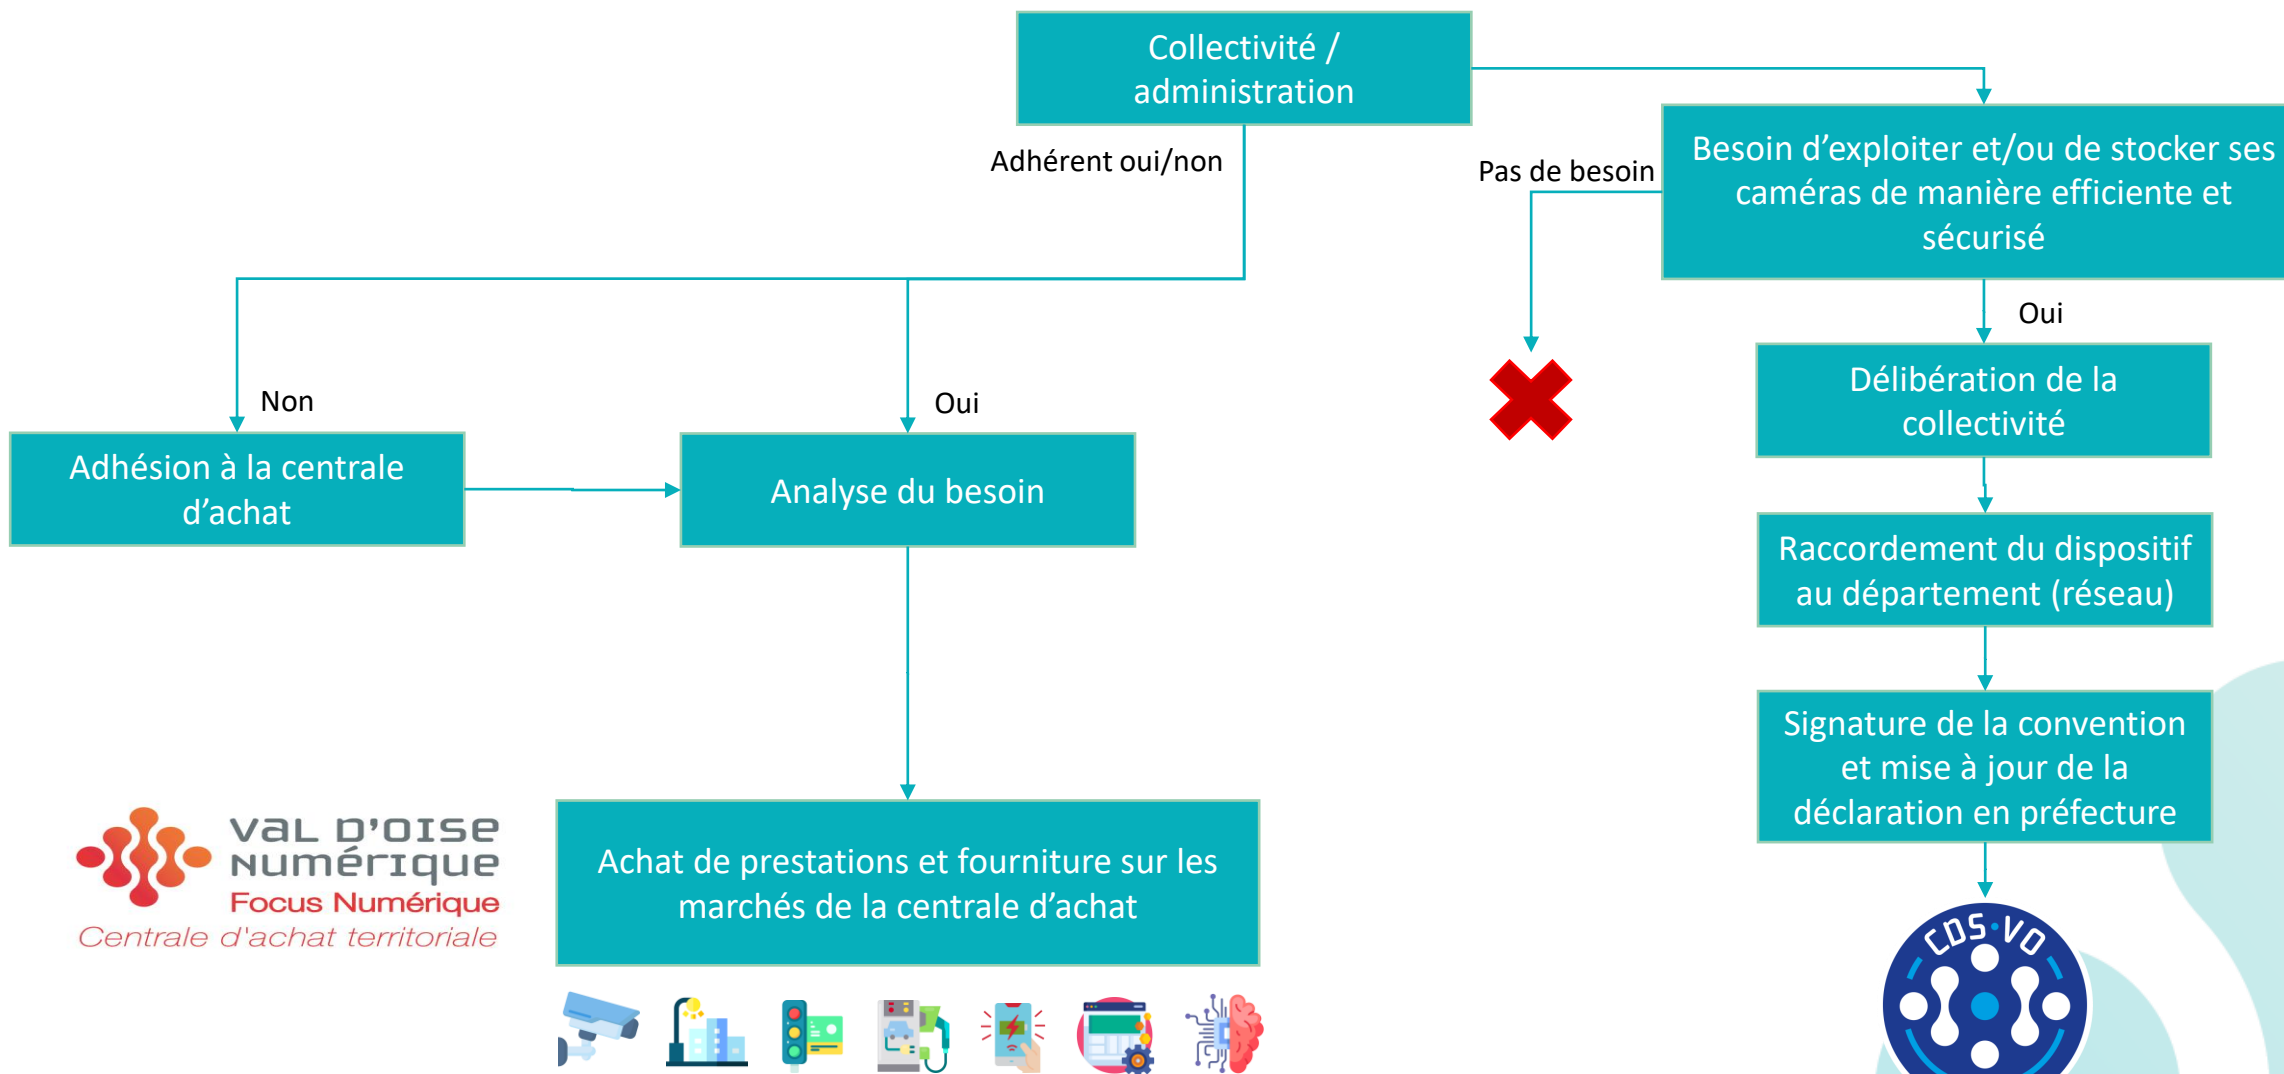 Collectivité /
administration
Adhérent oui/non
Pas de besoin
Besoin d’exploiter et/ou de stocker ses
caméras de manière efficiente et
sécurisé
Oui
Non
Oui
Délibération de la
collectivité
Adhésion à la centrale
d’achat
Analyse du besoin
Raccordement du dispositif
au département (réseau)
Signature de la convention
et mise à jour de la
déclaration en préfecture
Achat de prestations et fourniture sur les
marchés de la centrale d’achat
VAL D'OISE
NUMÉRIQUE
Focus Numérique
Centrale d'achat territoriale
CDS·VO